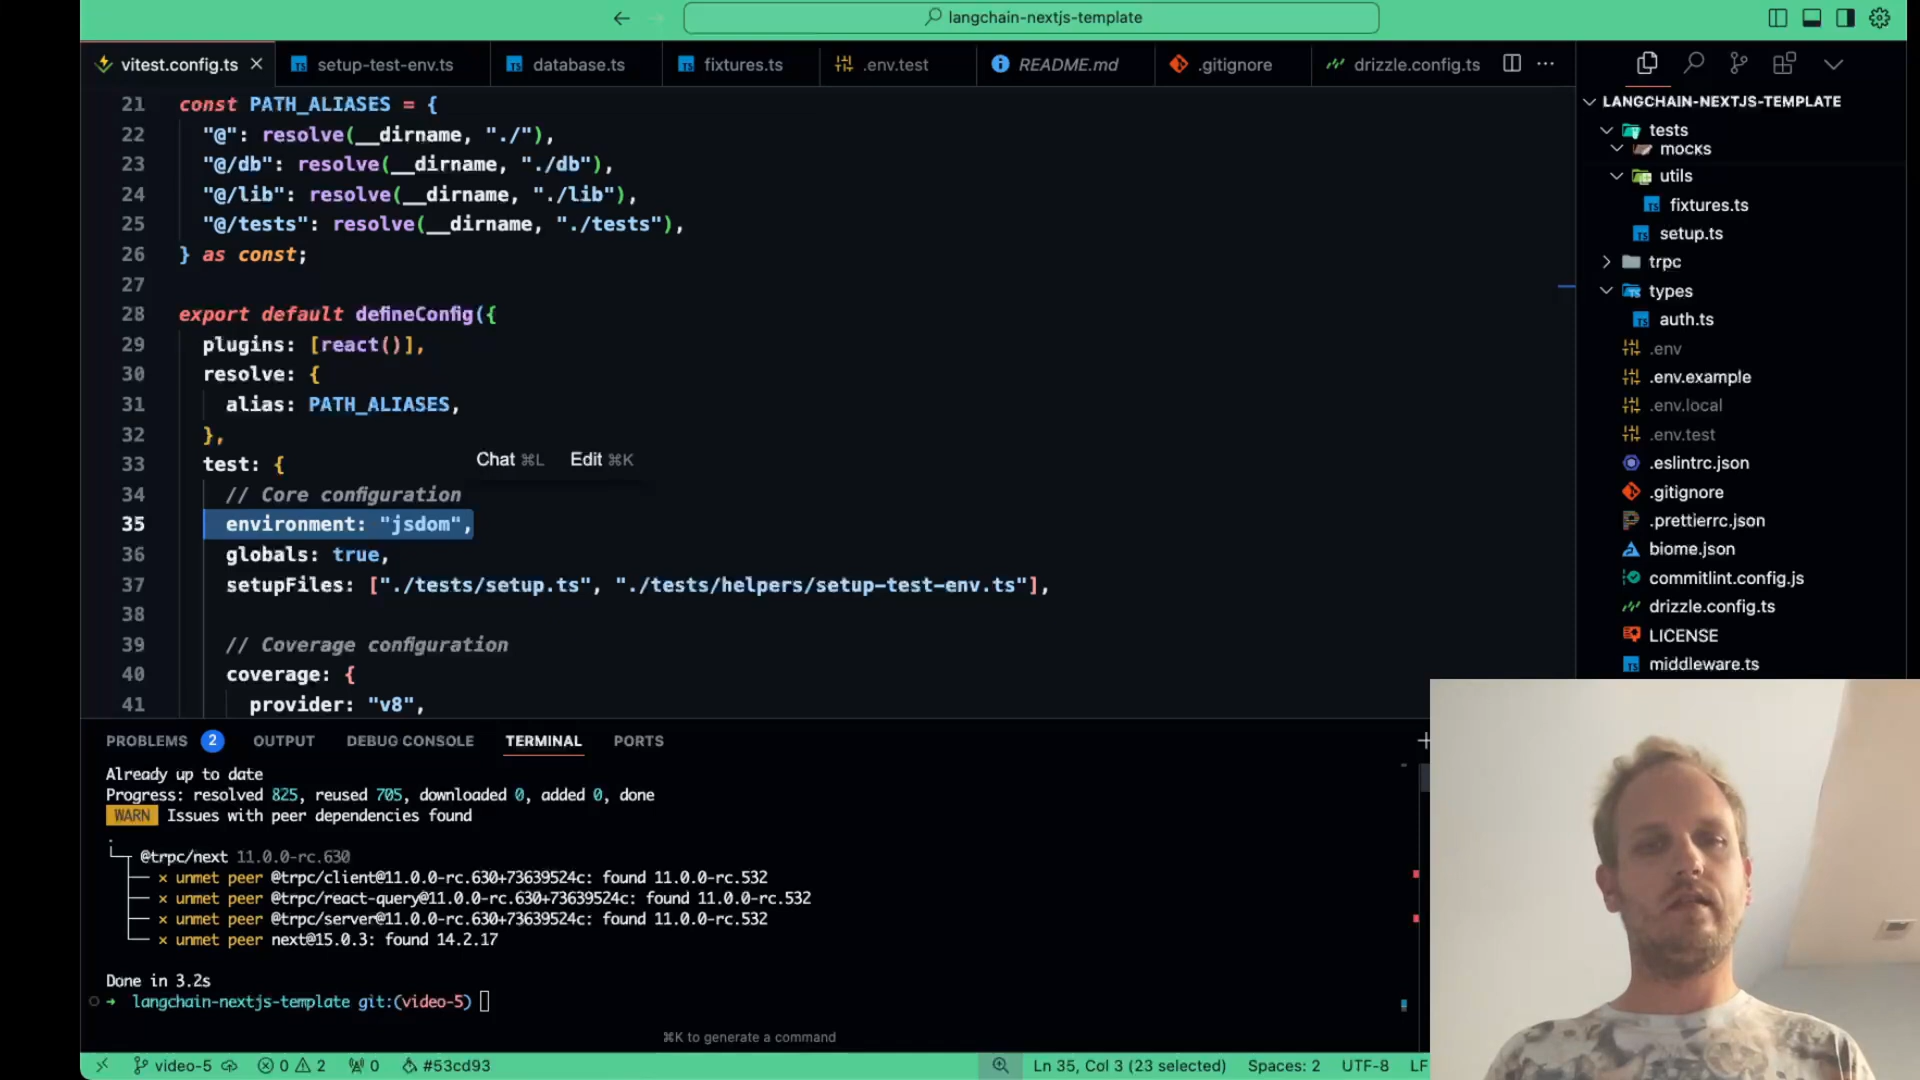 langchain-nextjs-template
vitest.config.ts
setup-test-env.ts
database.ts
fixtures.ts
.env.test
README.md
.gitignore
drizzle.config.ts
21 const PATH_ALIASES = {
22 "@": resolve(__dirname, "./"),
23 "@/db": resolve(__dirname, "./db"),
24 "@/lib": resolve(__dirname, "./lib"),
25 "@/tests": resolve(__dirname, "./tests"),
26 } as const;
27
28 export default defineConfig({
29 plugins: [react()],
30 resolve: {
31 alias: PATH_ALIASES,
32 },
33 test: {
Chat ⌘L Edit ⌘K
34 // Core configuration
35 environment: "jsdom",
36 globals: true,
37 setupFiles: ["./tests/setup.ts", "./tests/helpers/setup-test-env.ts"],
38
39 // Coverage configuration
40 coverage: {
41 provider: "v8",
LANGCHAIN-NEXTJS-TEMPLATE
tests
mocks
utils
fixtures.ts
setup.ts
trpc
types
auth.ts
.env
.env.example
.env.local
.env.test
.eslintrc.json
.gitignore
.prettierrc.json
biome.json
commitlint.config.js
drizzle.config.ts
LICENSE
middleware.ts
PROBLEMS 2 OUTPUT DEBUG CONSOLE TERMINAL PORTS
Already up to date
Progress: resolved 825, reused 705, downloaded 0, added 0, done
WARN Issues with peer dependencies found
.
└─┬ @trpc/next 11.0.0-rc.630
├── × unmet peer @trpc/client@11.0.0-rc.630+73639524c: found 11.0.0-rc.532
├── × unmet peer @trpc/react-query@11.0.0-rc.630+73639524c: found 11.0.0-rc.532
├── × unmet peer @trpc/server@11.0.0-rc.630+73639524c: found 11.0.0-rc.532
└── × unmet peer next@15.0.3: found 14.2.17
Done in 3.2s
➜ langchain-nextjs-template git:(video-5)
⌘K to generate a command
video-5 0 2 0 #53cd93 Ln 35, Col 3 (23 selected) Spaces: 2 UTF-8 LF